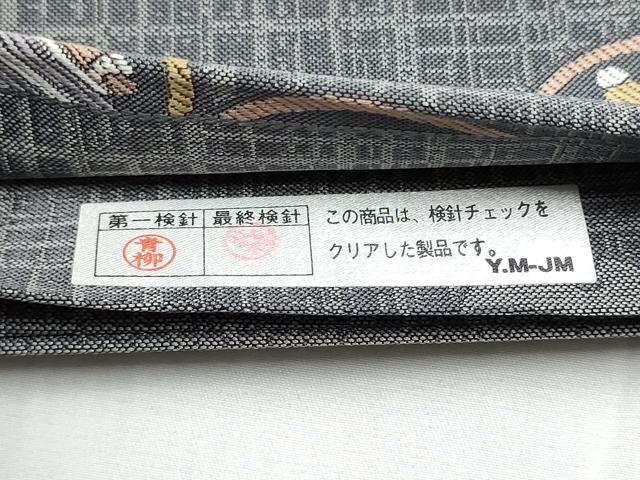 第一検針 最終検針
青柳
この商品は、検針チェックを
クリアした製品です。
Y.M-JM